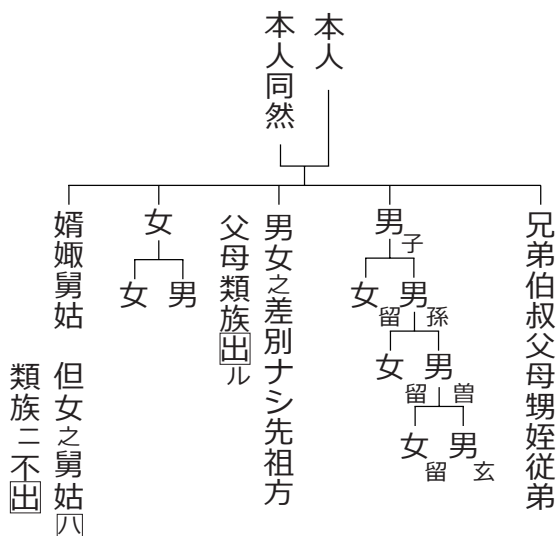 本人
本人同然
兄弟伯叔父母甥姪従弟
男子
男孫
女留
男曽
女留
男玄
女留
男女之差別ナシ先祖方
父母類族出ル
女
男
女
婿娵舅姑 但女之舅姑八
類族ニ不出